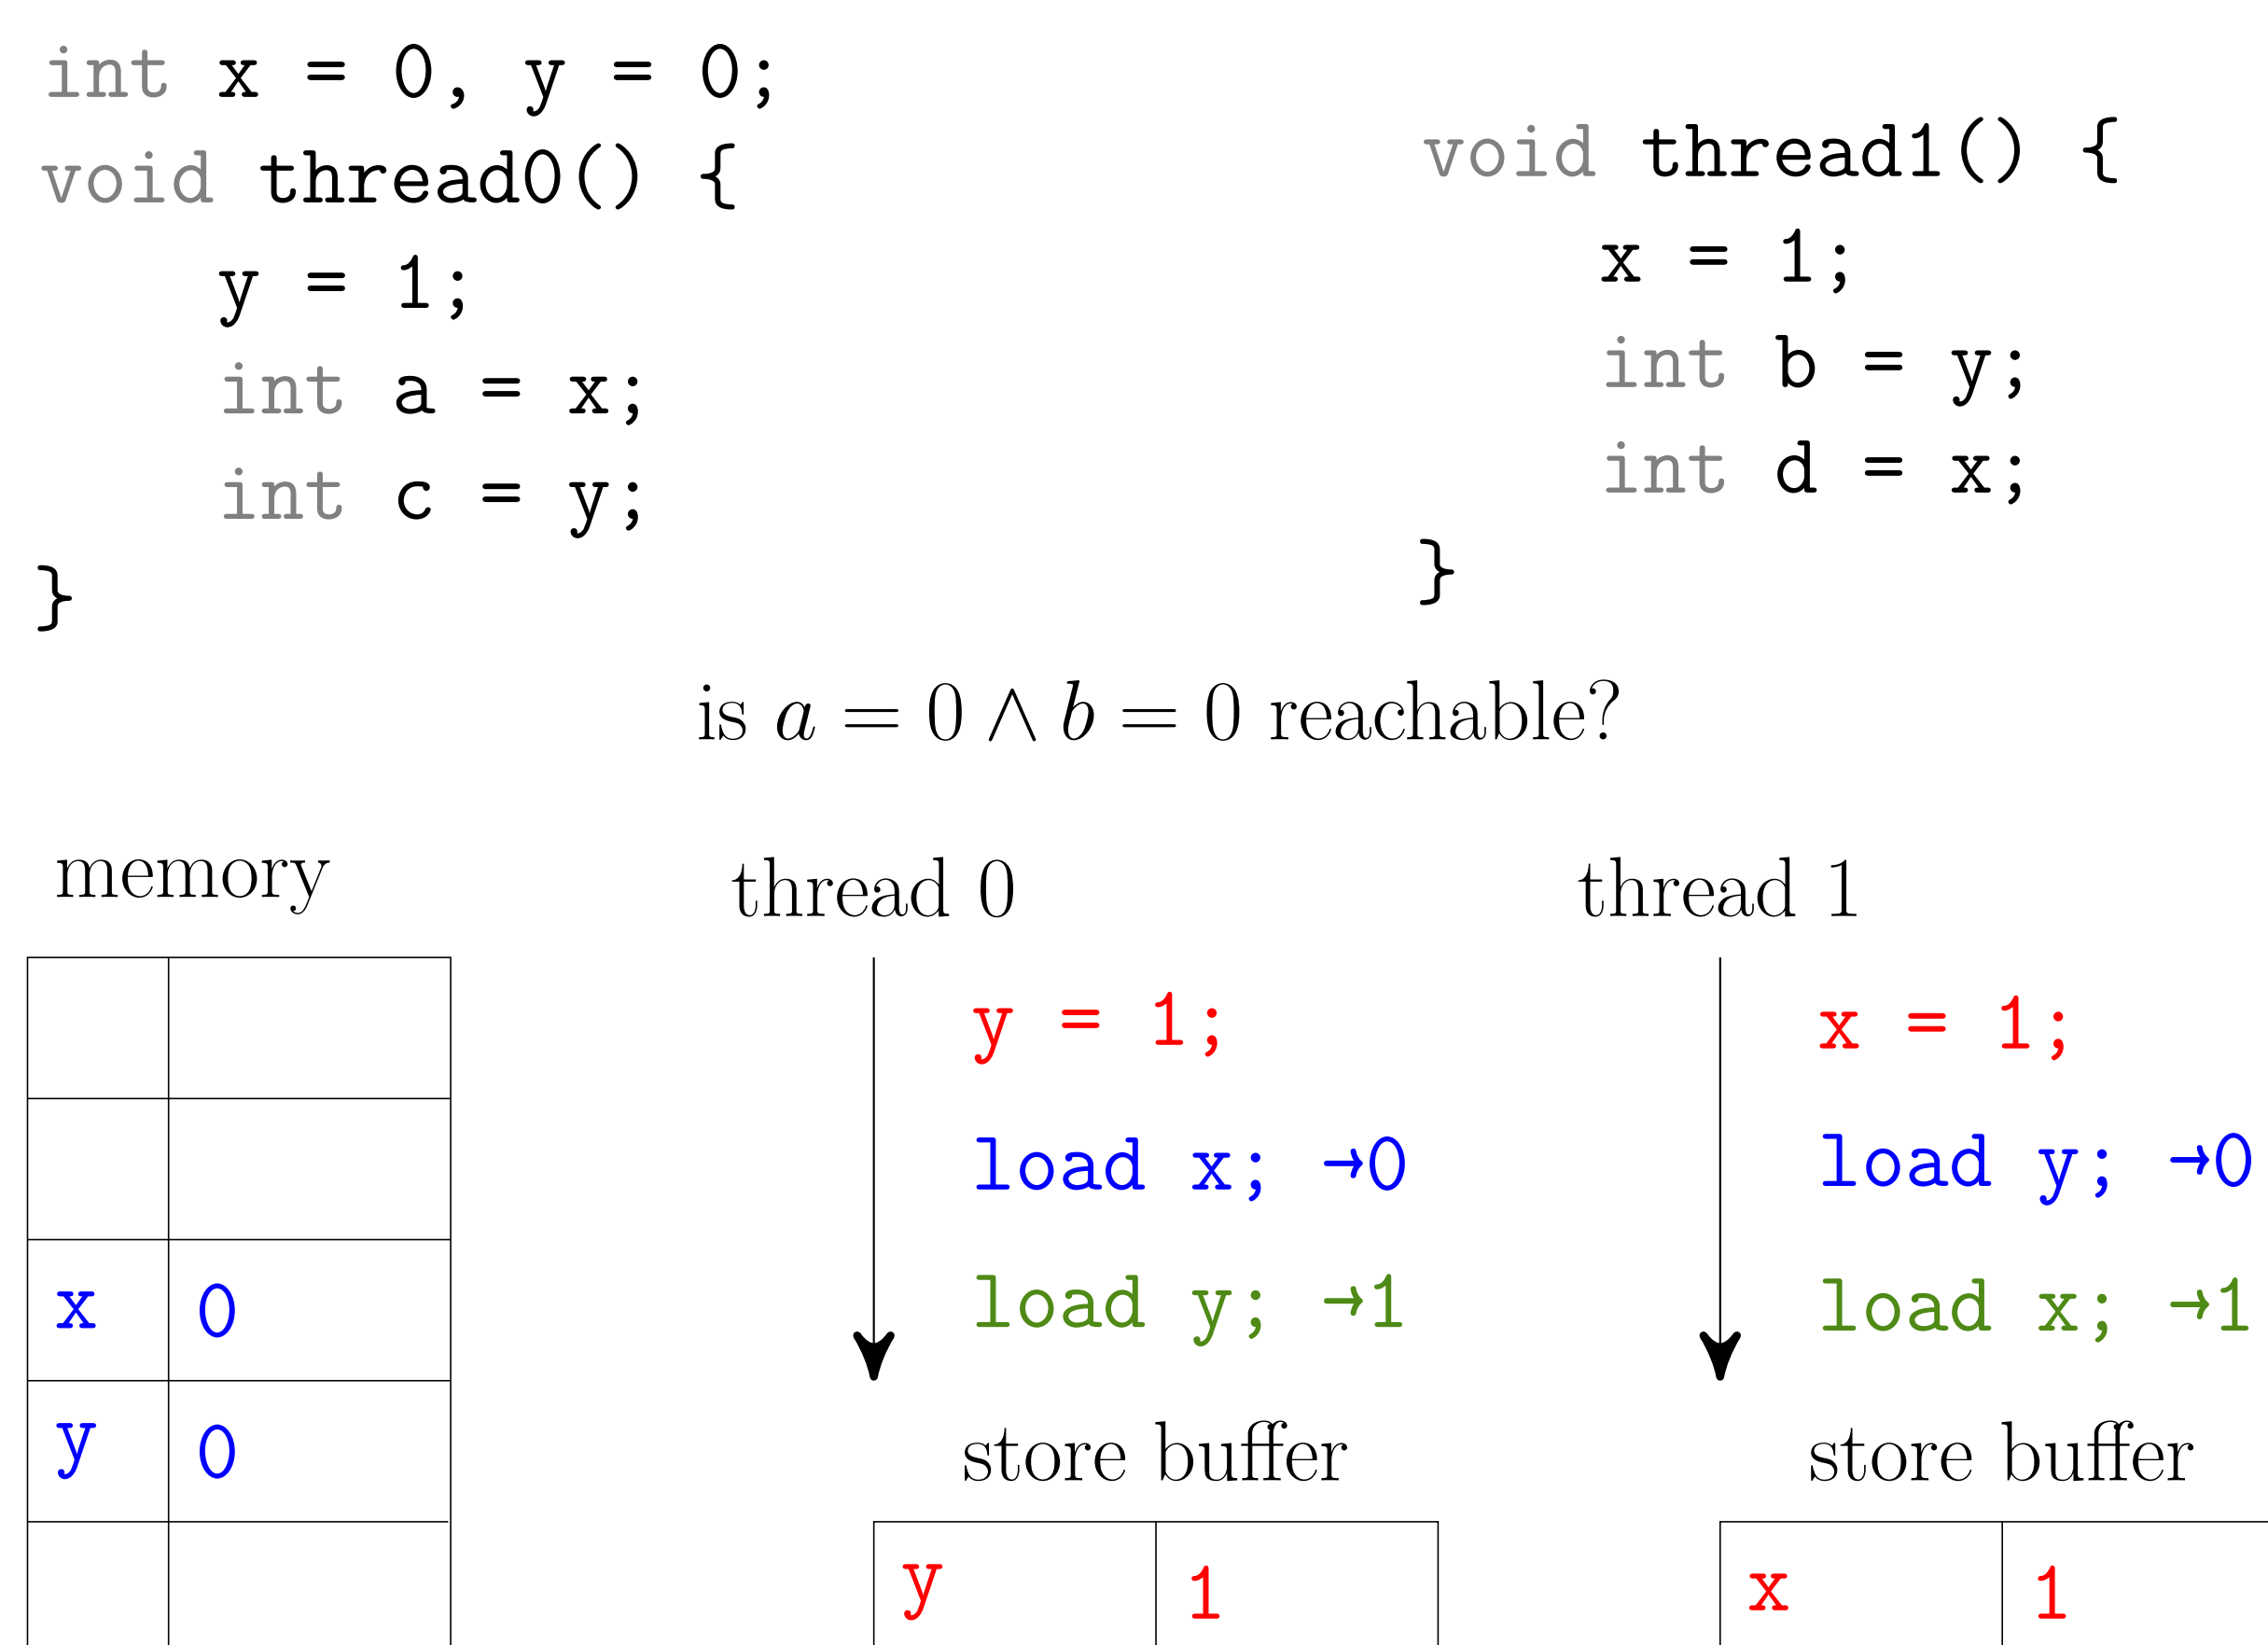 int x = 0, y = 0;
void thread0() {
y = 1;
int a = x;
int c = y;
}
void thread1() {
x = 1;
int b = y;
int d = x;
}
is a = 0 ∧ b = 0 reachable?
memory
x 0
y 0
thread 0
y = 1;
load x; →0
load y; →1
store buffer
y 1
thread 1
x = 1;
load y; →0
load x; →1
store buffer
x 1